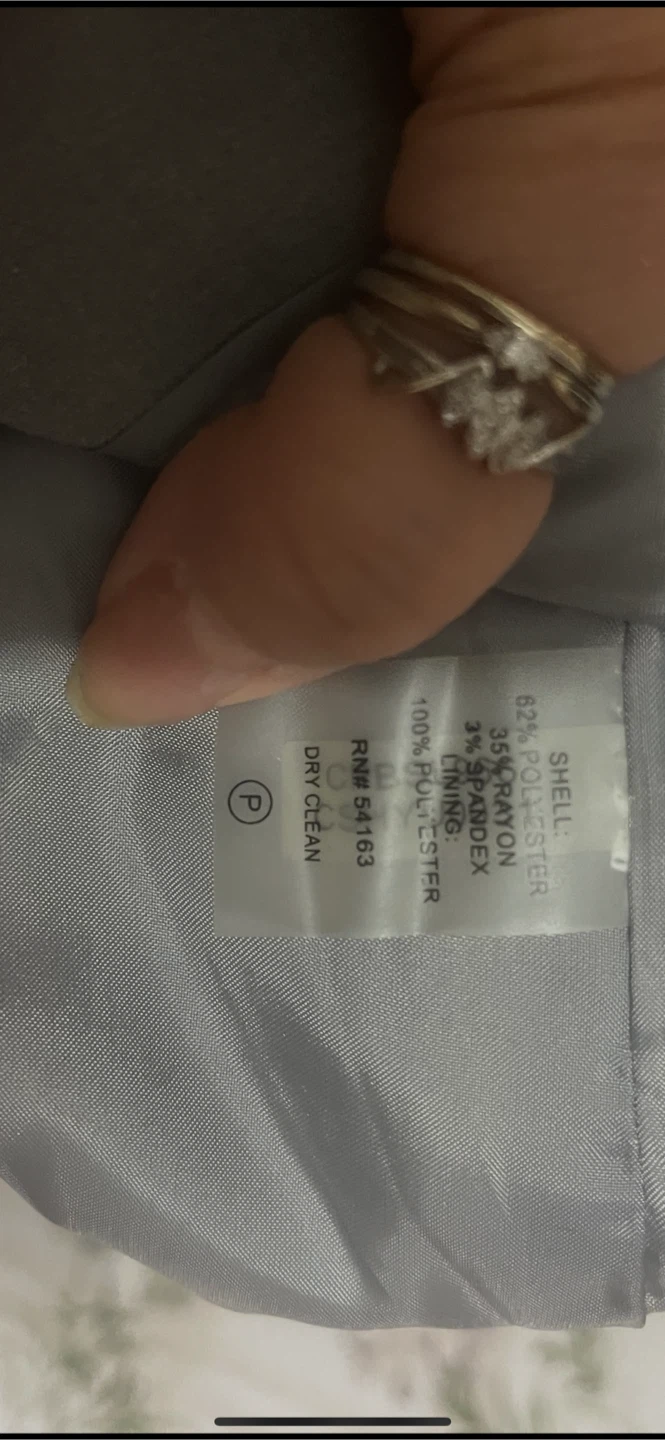 SHELL:
62% POLYESTER
35% RAYON
3% SPANDEX
LINING:
100% POLYESTER
RN# 54163
DRY CLEAN
P